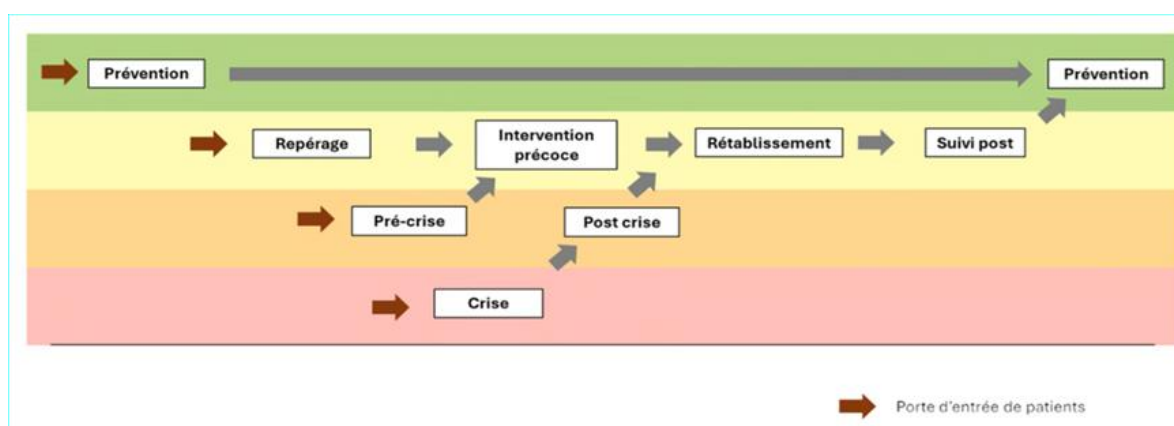 Prévention
Prévention
Repérage
Intervention
précoce
Rétablissement
Suivi post
Pré-crise
Post crise
Crise
Porte d'entrée de patients